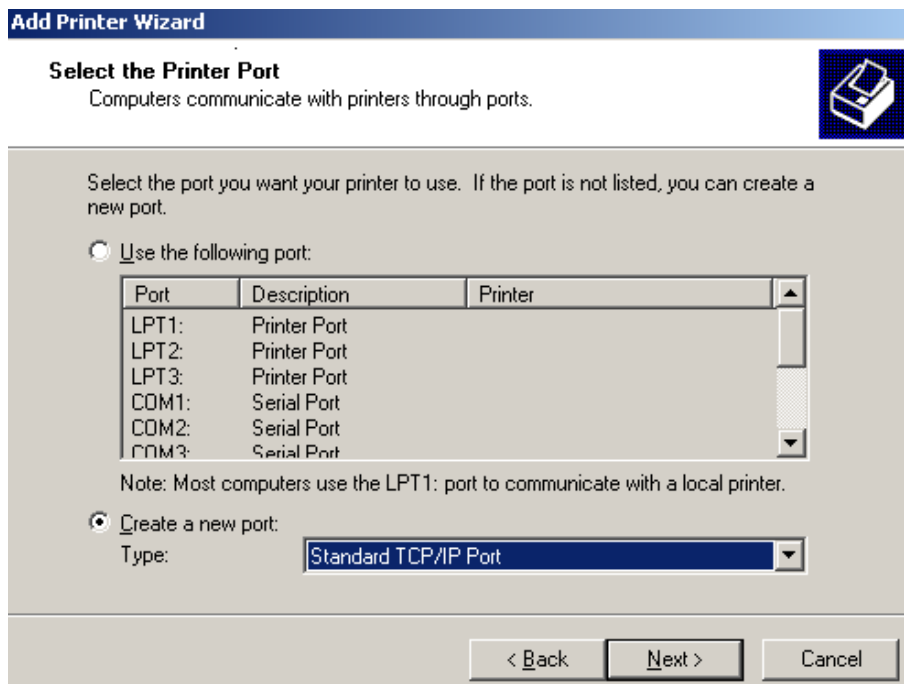 Add Printer Wizard
Select the Printer Port
Computers communicate with printers through ports.
Select the port you want your printer to use.  If the port is not listed, you can create a
new port.
Use the following port:
Port Description Printer
LPT1: Printer Port
LPT2: Printer Port
LPT3: Printer Port
COM1: Serial Port
COM2: Serial Port
COM3: Serial Port
Note: Most computers use the LPT1: port to communicate with a local printer.
Create a new port:
Type: Standard TCP/IP Port
< Back Next > Cancel